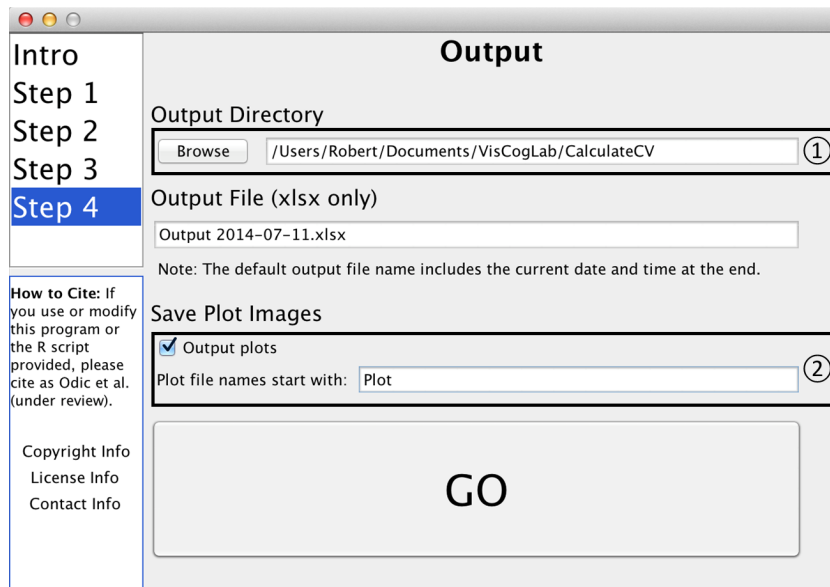 Intro
Step 1
Step 2
Step 3
Step 4
How to Cite: If
you use or modify
this program or
the R script
provided, please
cite as Odic et al.
(under review).
Copyright Info
License Info
Contact Info
Output
Output Directory
Browse /Users/Robert/Documents/VisCogLab/CalculateCV ①
Output File (xlsx only)
Output 2014-07-11.xlsx
Note: The default output file name includes the current date and time at the end.
Save Plot Images
Output plots
Plot file names start with: Plot ②
GO